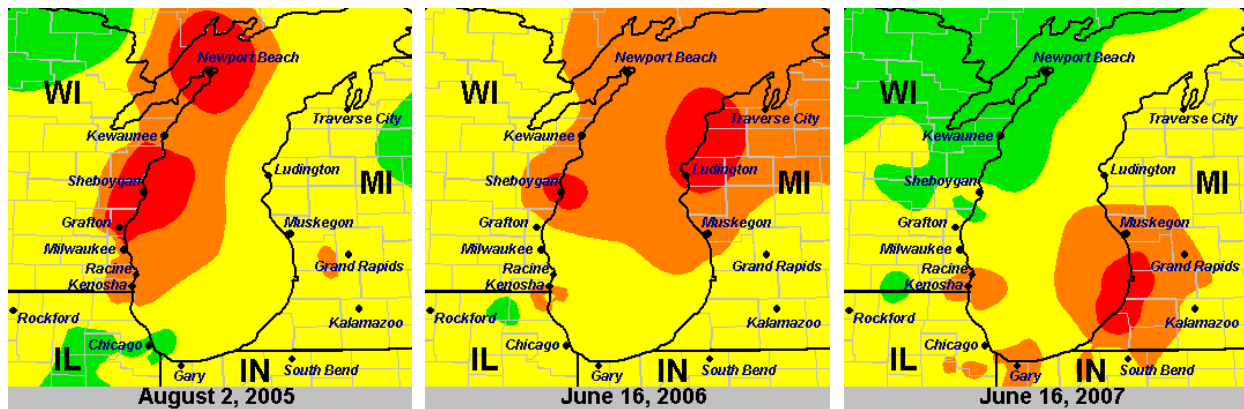 Newport Beach
WI
Traverse City
Kewaunee
Ludington
MI
Sheboygan
Grafton
Muskegon
Milwaukee
Grand Rapids
Racine
Kenosha
Rockford
Kalamazoo
Chicago
IL
Gary
IN
South Bend
August 2, 2005
Newport Beach
WI
Traverse City
Kewaunee
Ludington
MI
Sheboygan
Grafton
Muskegon
Milwaukee
Grand Rapids
Racine
Kenosha
Rockford
Kalamazoo
Chicago
IL
Gary
IN
South Bend
June 16, 2006
Newport Beach
WI
Traverse City
Kewaunee
Ludington
MI
Sheboygan
Grafton
Muskegon
Milwaukee
Grand Rapids
Racine
Kenosha
Rockford
Kalamazoo
Chicago
IL
Gary
IN
South Bend
June 16, 2007